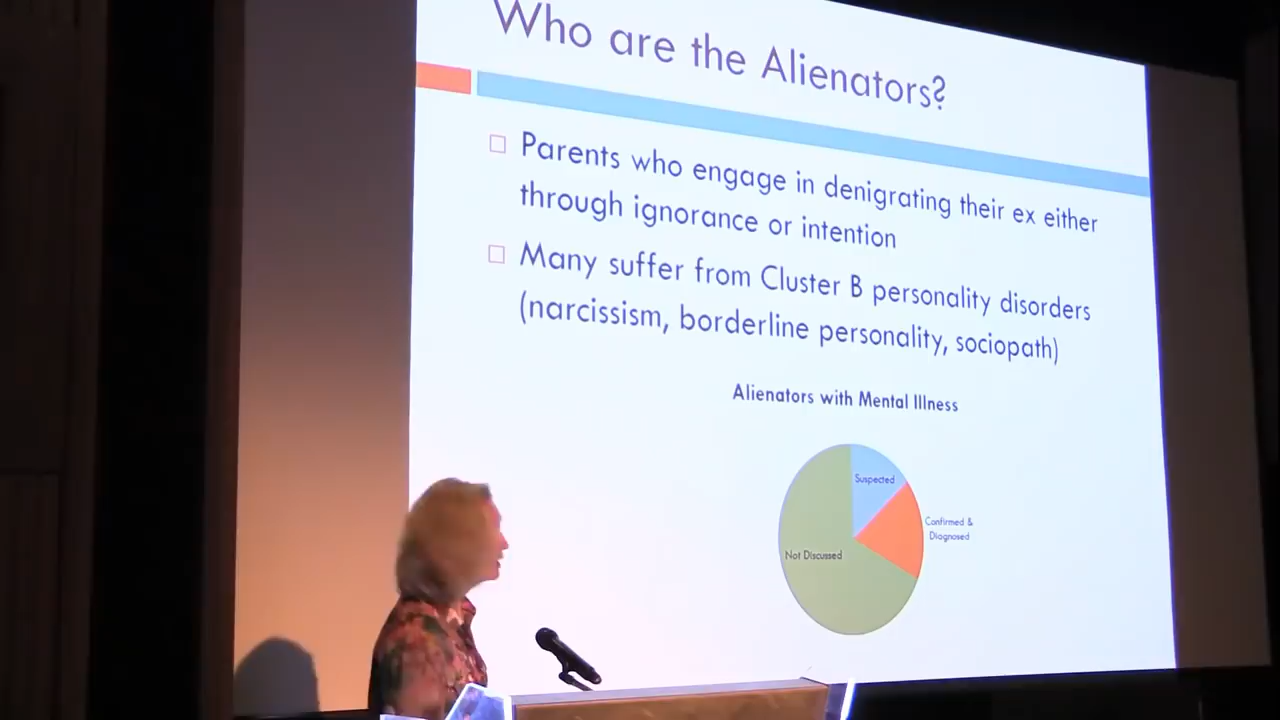 Who are the Alienators?
Parents who engage in denigrating their ex either
through ignorance or intention
Many suffer from Cluster B personality disorders
(narcissism, borderline personality, sociopath)
Alienators with Mental Illness
Suspected
Confirmed &
Diagnosed
Not Discussed